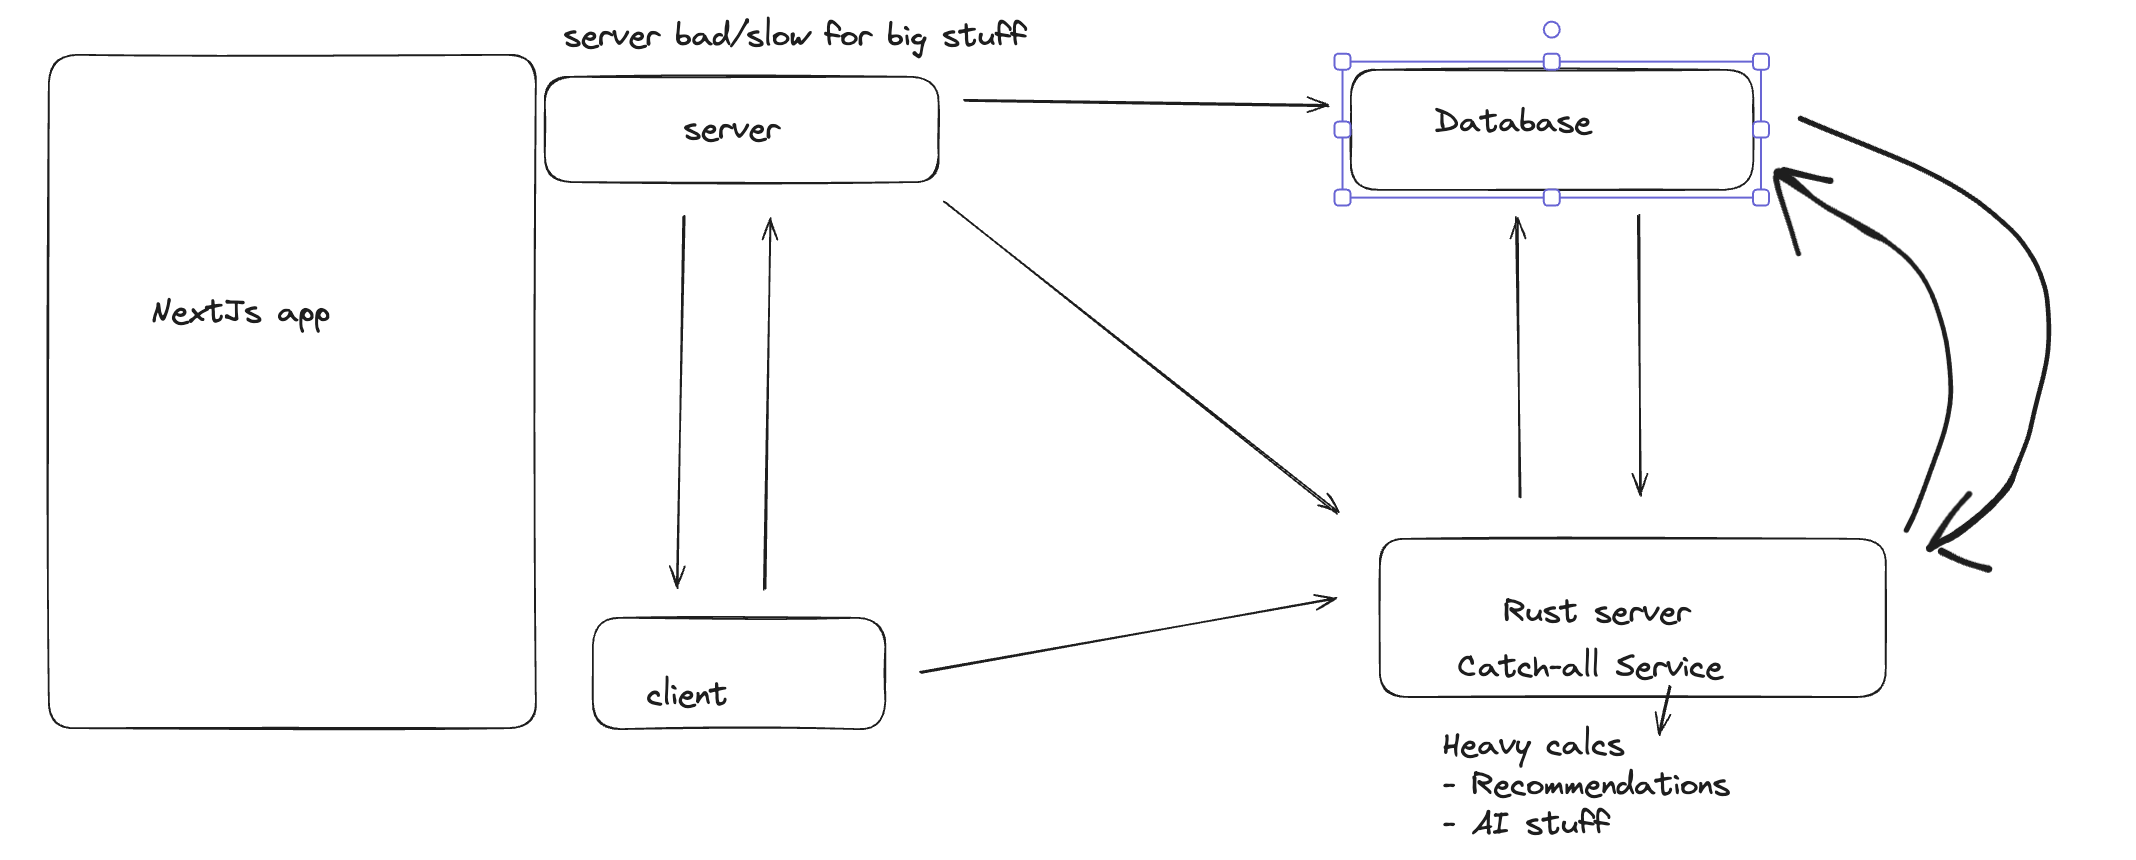 server bad/slow for big stuff
server
Database
NextJs app
Rust server
Catch-all Service
client
Heavy calcs
- Recommendations
- AI stuff